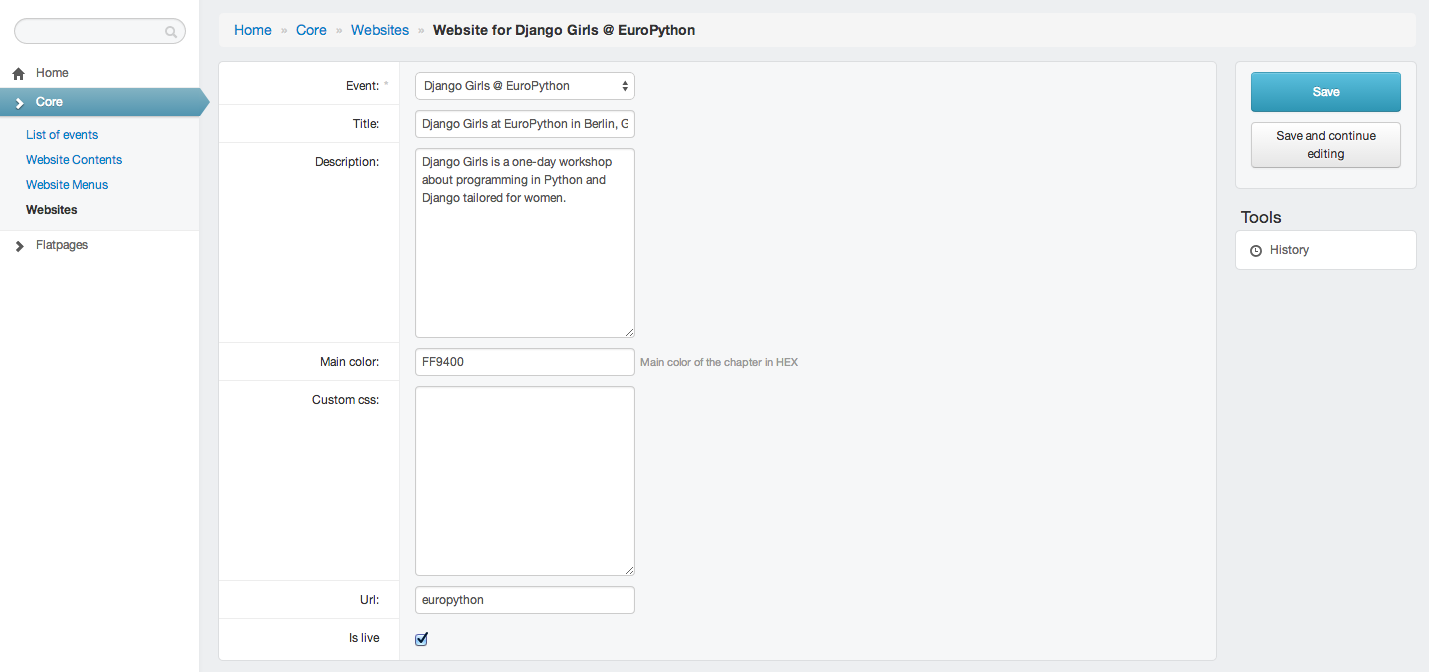 Home
Core
List of events
Website Contents
Website Menus
Websites
Flatpages
Home » Core » Websites » Website for Django Girls @ EuroPython
Event: * Django Girls @ EuroPython
Title: Django Girls at EuroPython in Berlin, G
Description: Django Girls is a one-day workshop
about programming in Python and
Django tailored for women.
Main color: FF9400 Main color of the chapter in HEX
Custom css:
Url: europython
Is live
Save
Save and continue
editing
Tools
History